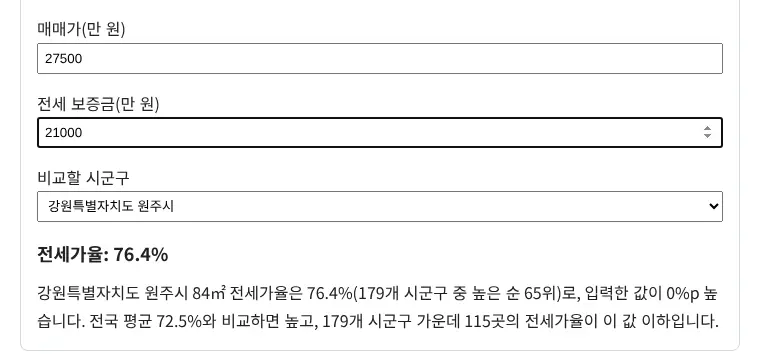 매매가(만 원)
27500
전세 보증금(만 원)
21000
비교할 시군구
강원특별자치도 원주시
전세가율: 76.4%
강원특별자치도 원주시 84㎡ 전세가율은 76.4%(179개 시군구 중 높은 순 65위)로, 입력한 값이 0%p 높
습니다. 전국 평균 72.5%와 비교하면 높고, 179개 시군구 가운데 115곳의 전세가율이 이 값 이하입니다.